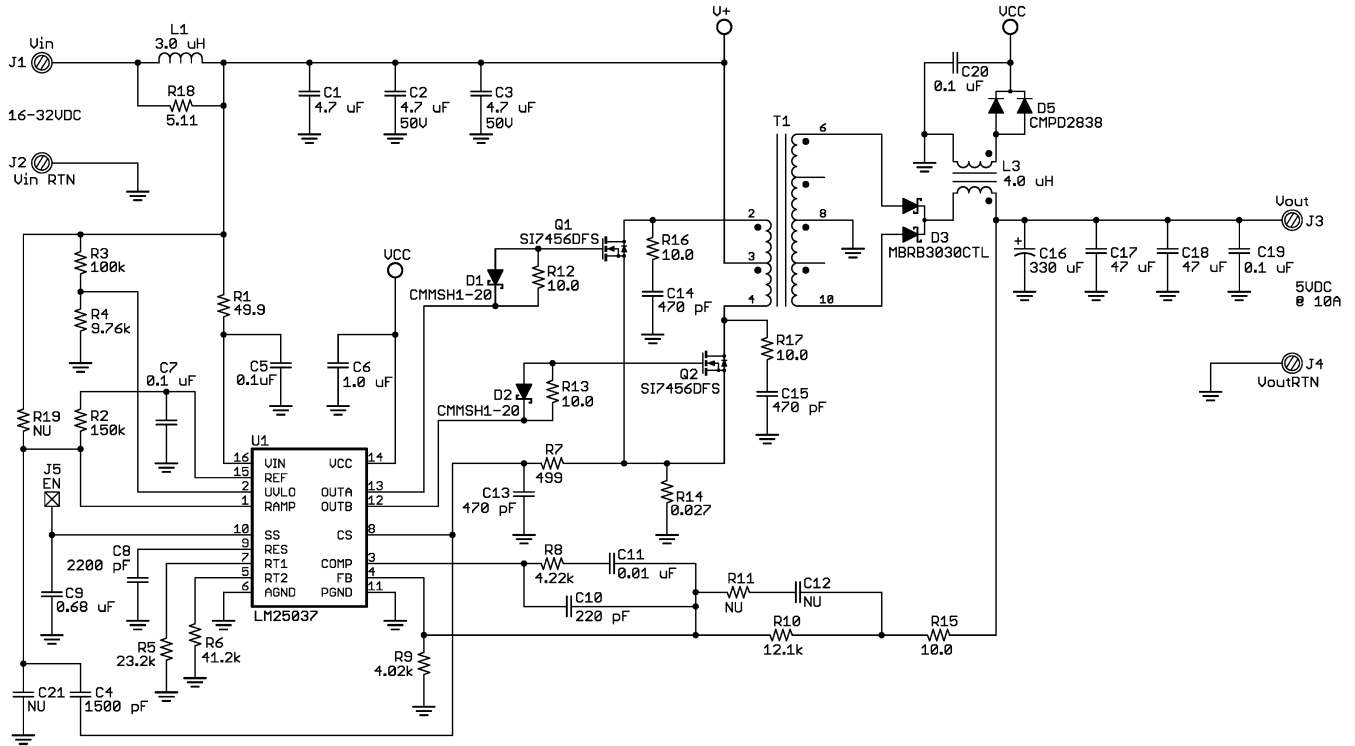 V+
VCC
Vin
J1
L1
3.0 uH
R18
5.11
16-32VDC
J2
Vin RTN
C1
4.7 uF
C2
4.7 uF
50V
C3
4.7 uF
50V
C20
0.1 uF
D5
CMPD2838
T1
6
8
10
2
3
4
L3
4.0 uH
D3
MBRB3030CTL
Vout
J3
C16
330 uF
+
C17
47 uF
C18
47 uF
C19
0.1 uF
5VDC
@ 10A
J4
VoutRTN
R3
100k
R4
9.76k
R1
49.9
VCC
Q1
SI7456DFS
D1
CMMSH1-20
R12
10.0
R16
10.0
C14
470 pF
C7
0.1 uF
C5
0.1uF
C6
1.0 uF
Q2
SI7456DFS
D2
CMMSH1-20
R13
10.0
R17
10.0
C15
470 pF
R19
NU
R2
150k
J5
EN
U1
16 VIN VCC 14
15 REF
2 UVLO OUTA 13
1 RAMP OUTB 12
10 SS CS 8
9 RES
7 RT1 COMP 3
5 RT2 FB 4
6 AGND PGND 11
LM25037
R7
499
C13
470 pF
R14
0.027
C8
2200 pF
C9
0.68 uF
R5
23.2k
R6
41.2k
R8
4.22k
C11
0.01 uF
C10
220 pF
R11
NU
C12
NU
R10
12.1k
R15
10.0
R9
4.02k
C21
NU
C4
1500 pF